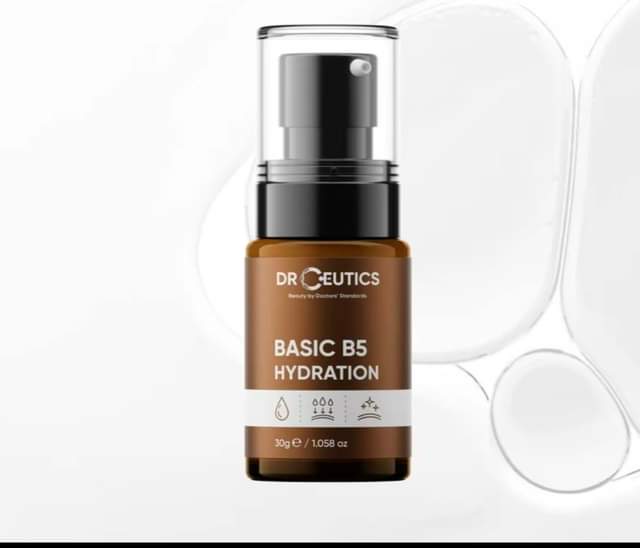 DR CEUTICS
Beauty by Doctors' Standards
BASIC B5
HYDRATION
30g ℮ / 1.058 oz